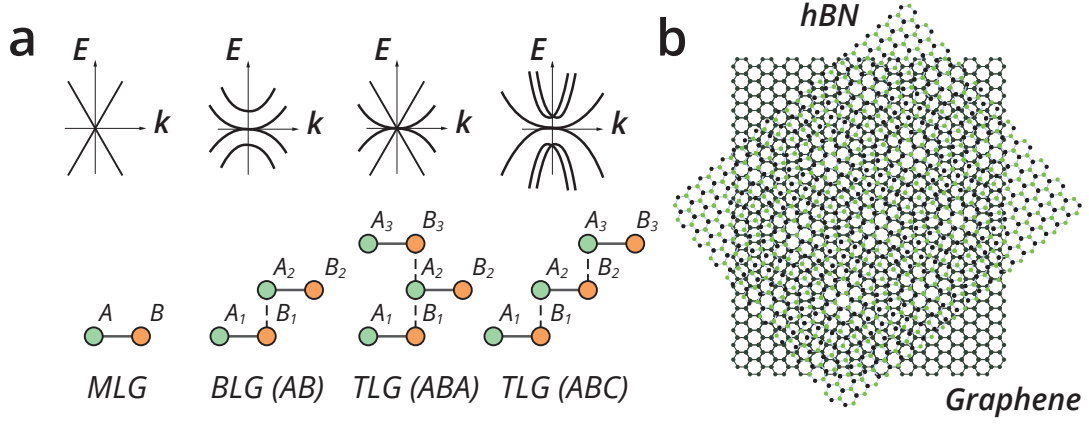 a
E
k
E
k
E
k
E
k
A
B
MLG
A₂
B₂
A₁
B₁
BLG (AB)
A₃
B₃
A₂
B₂
A₁
B₁
TLG (ABA)
A₃
B₃
A₂
B₂
A₁
B₁
TLG (ABC)
b
hBN
Graphene